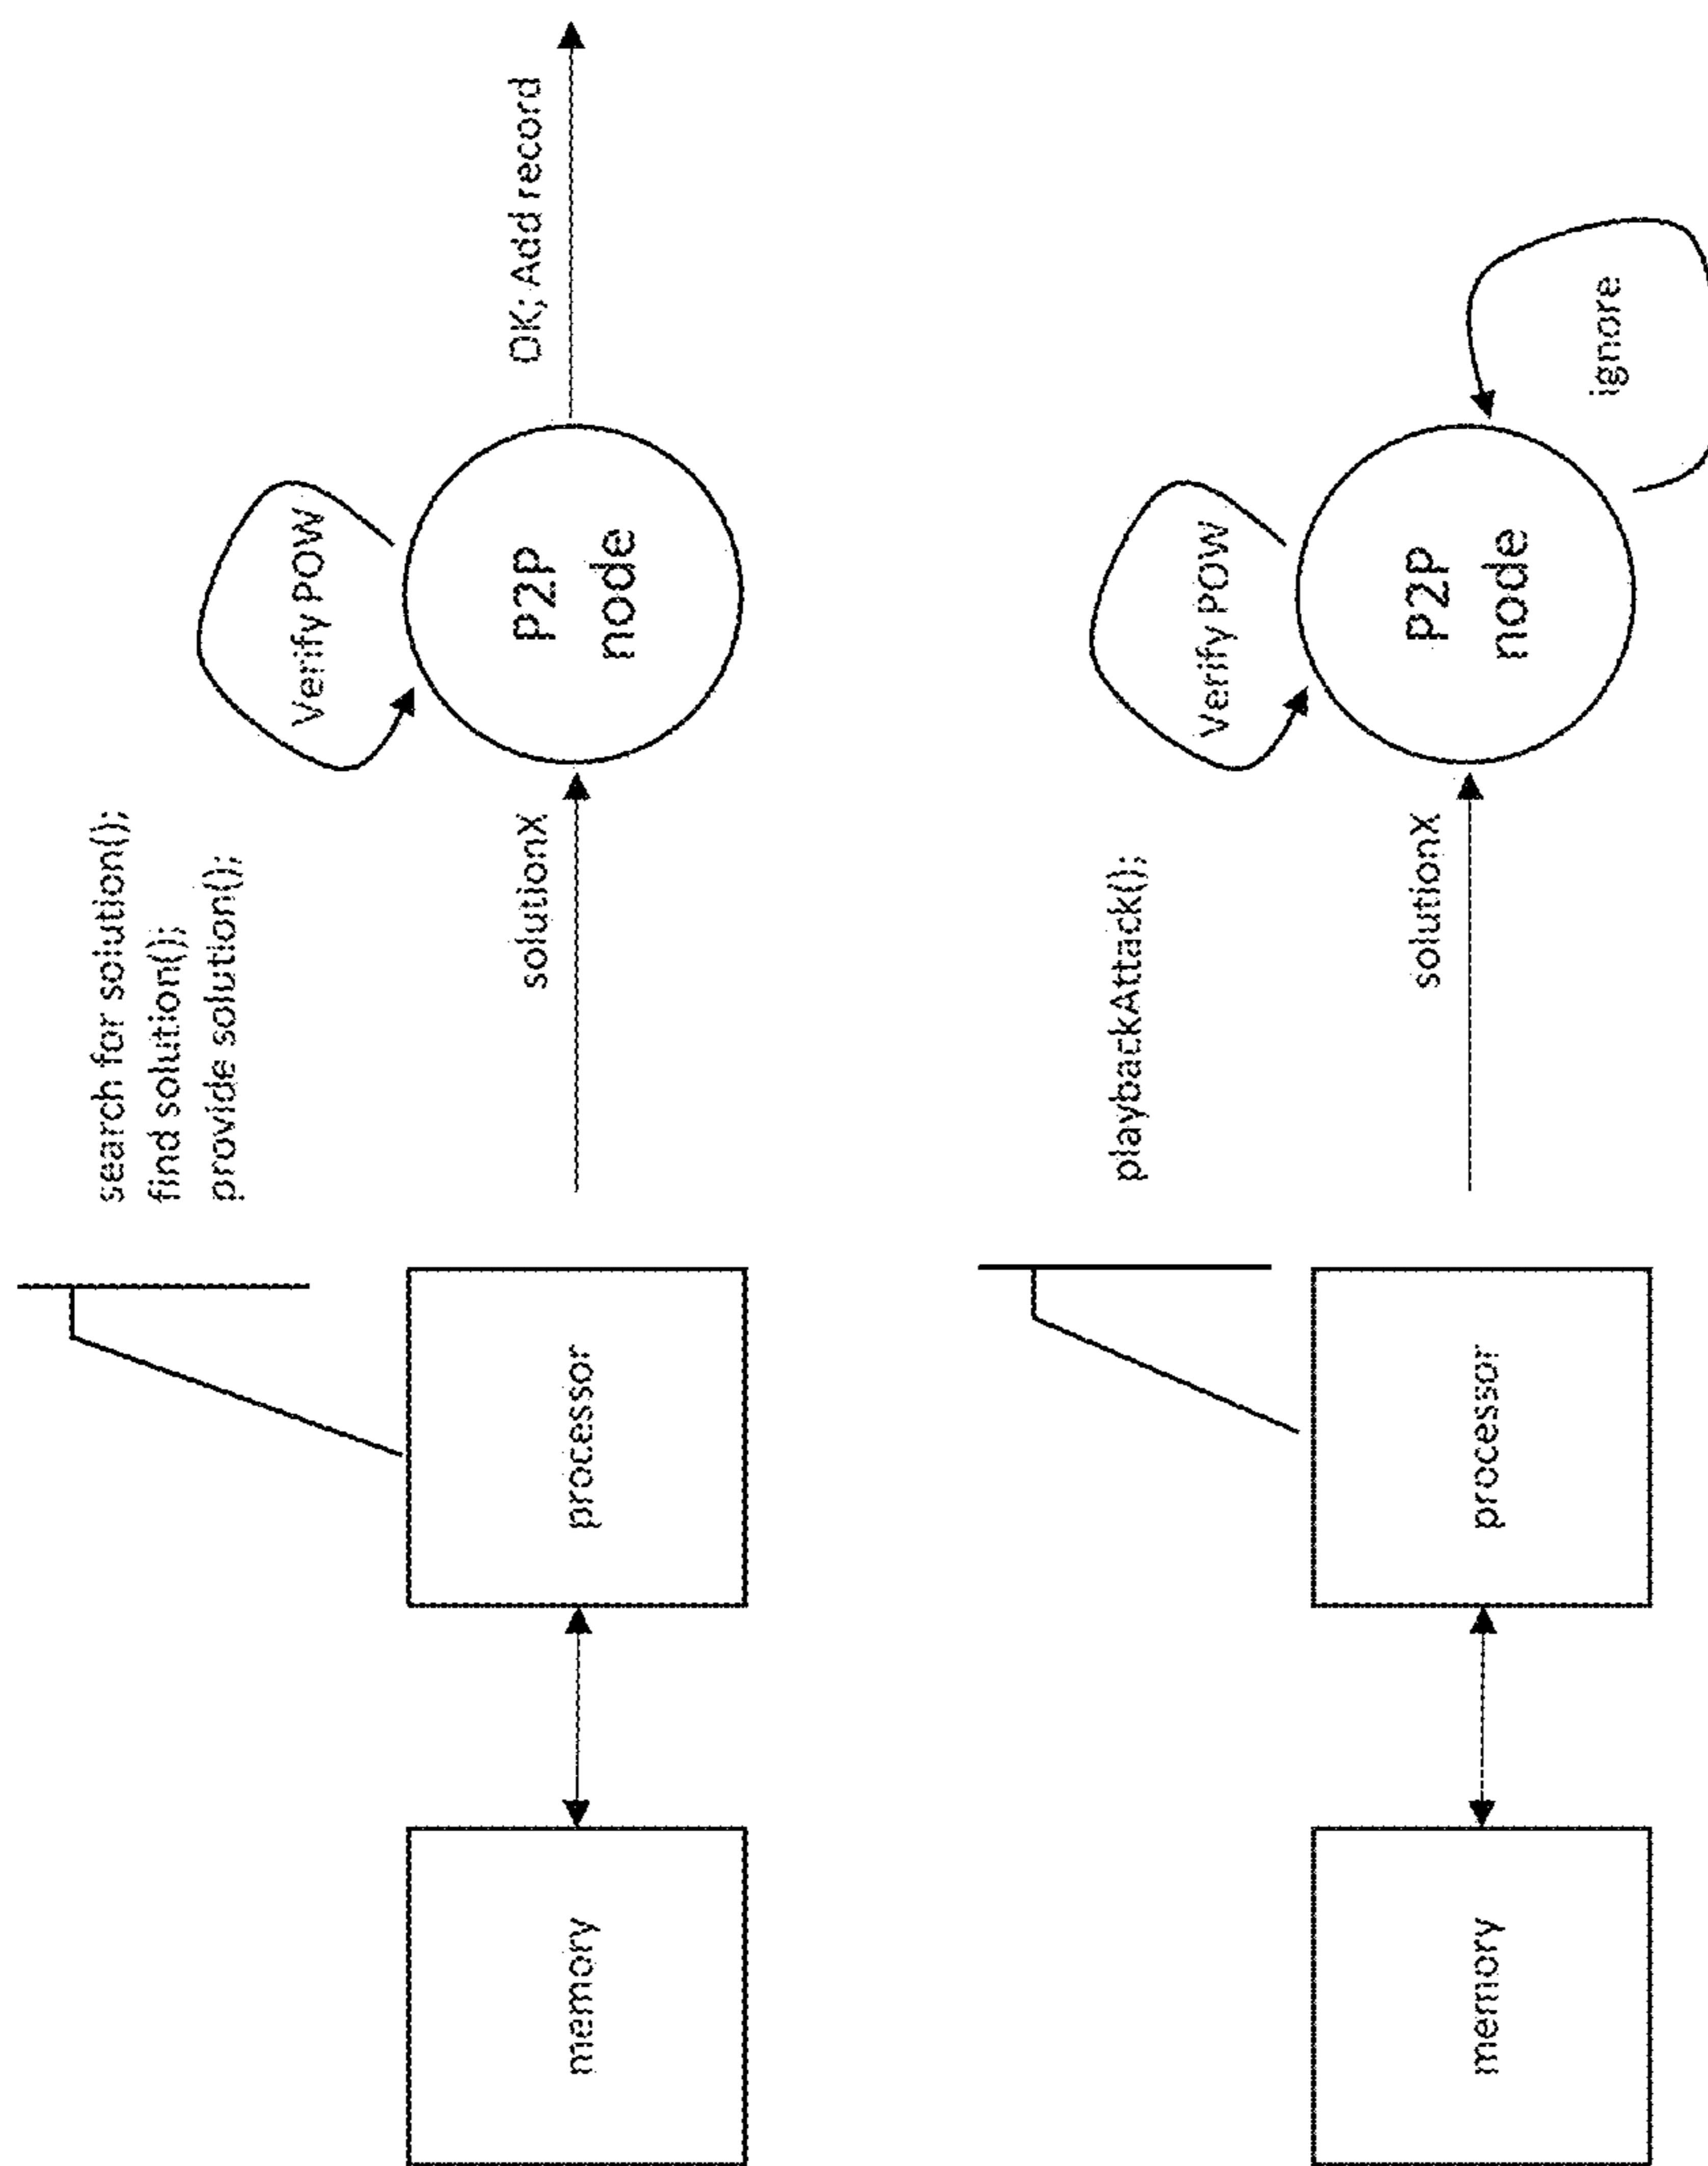 search for solution();
find solution();
provide solution();
memory
processor
solutionX
Verify POW
P2P
node
OK; Add record
playbackAttack();
memory
processor
solutionX
Verify POW
P2P
node
ignore